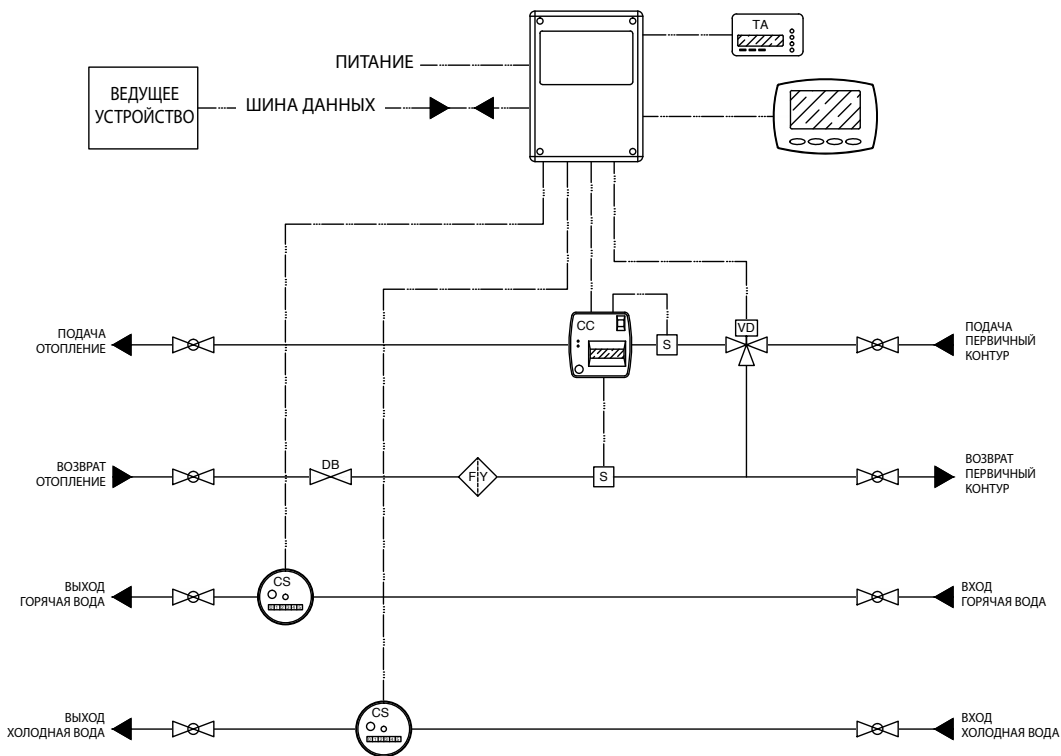 TA
ПИТАНИЕ
ВЕДУЩЕЕ
УСТРОЙСТВО
ШИНА ДАННЫХ
CC
VD
S
ПОДАЧА
ОТОПЛЕНИЕ
ПОДАЧА
ПЕРВИЧНЫЙ
КОНТУР
ВОЗВРАТ
ОТОПЛЕНИЕ
DB
F Y
S
ВОЗВРАТ
ПЕРВИЧНЫЙ
КОНТУР
ВЫХОД
ГОРЯЧАЯ ВОДА
CS
ВХОД
ГОРЯЧАЯ ВОДА
ВЫХОД
ХОЛОДНАЯ ВОДА
CS
ВХОД
ХОЛОДНАЯ ВОДА